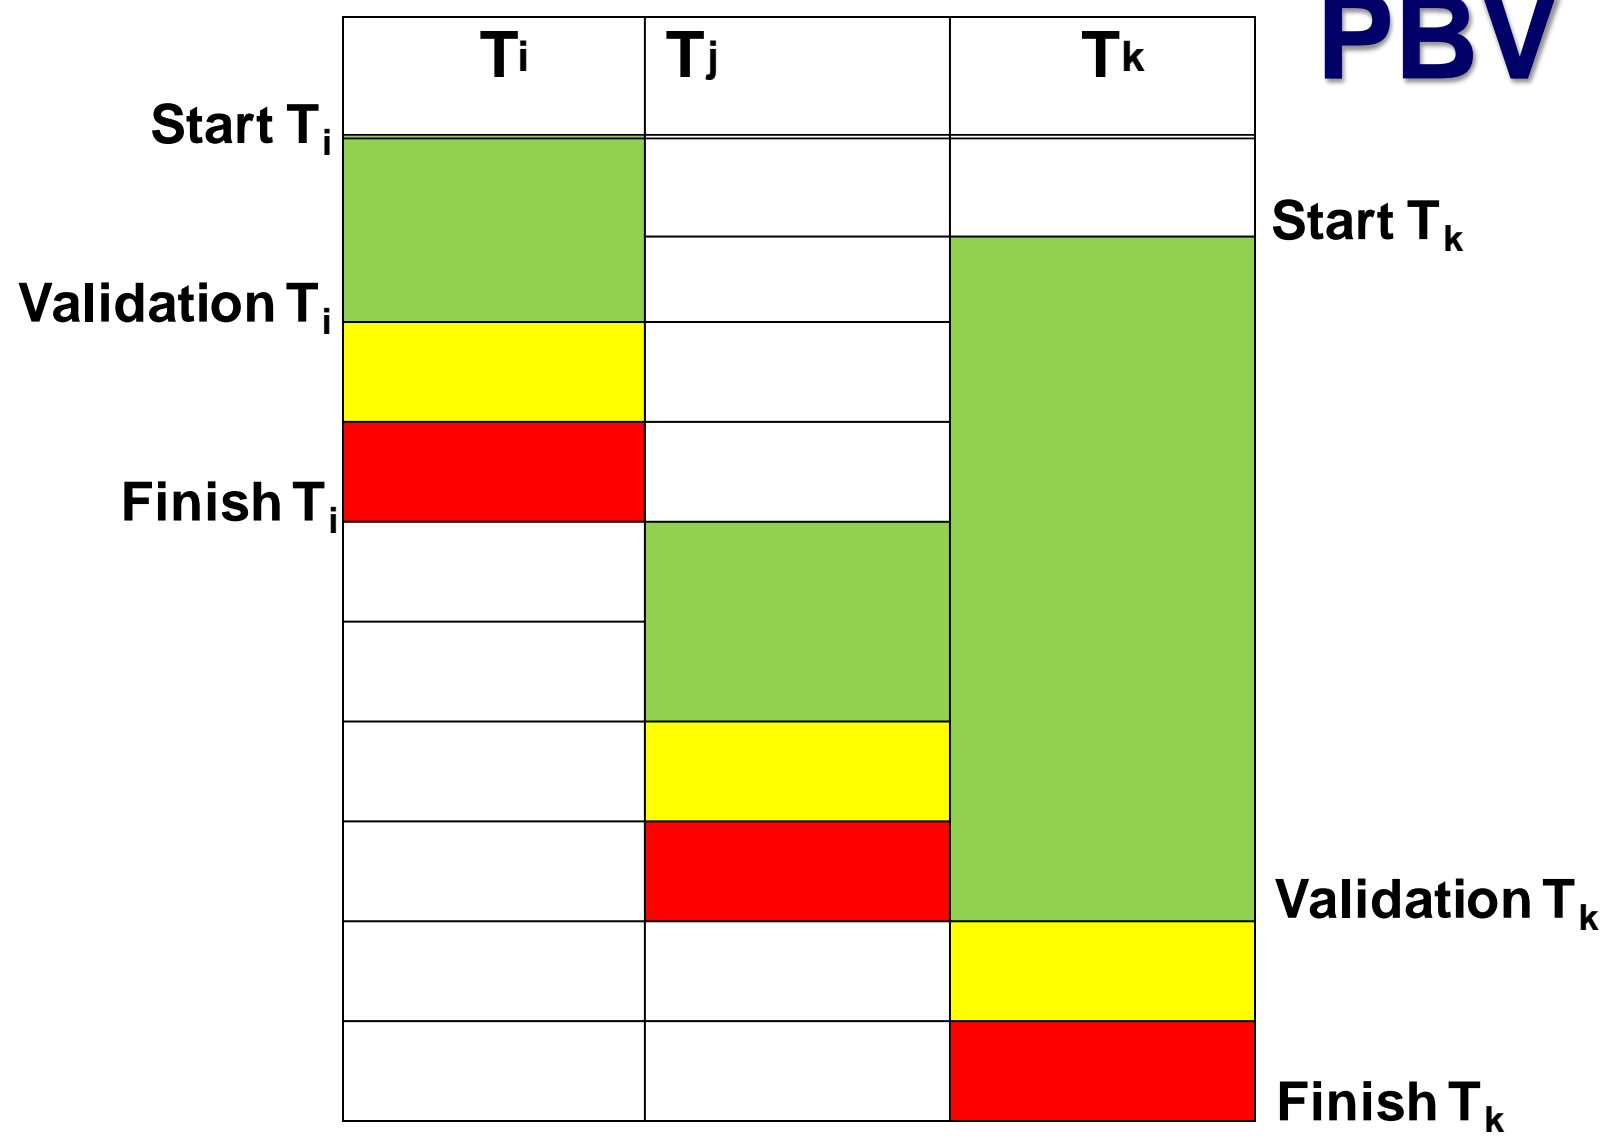 PBV
Ti Tj Tk
Start Ti
Start Tk
Validation Ti
Finish Ti
Validation Tk
Finish Tk